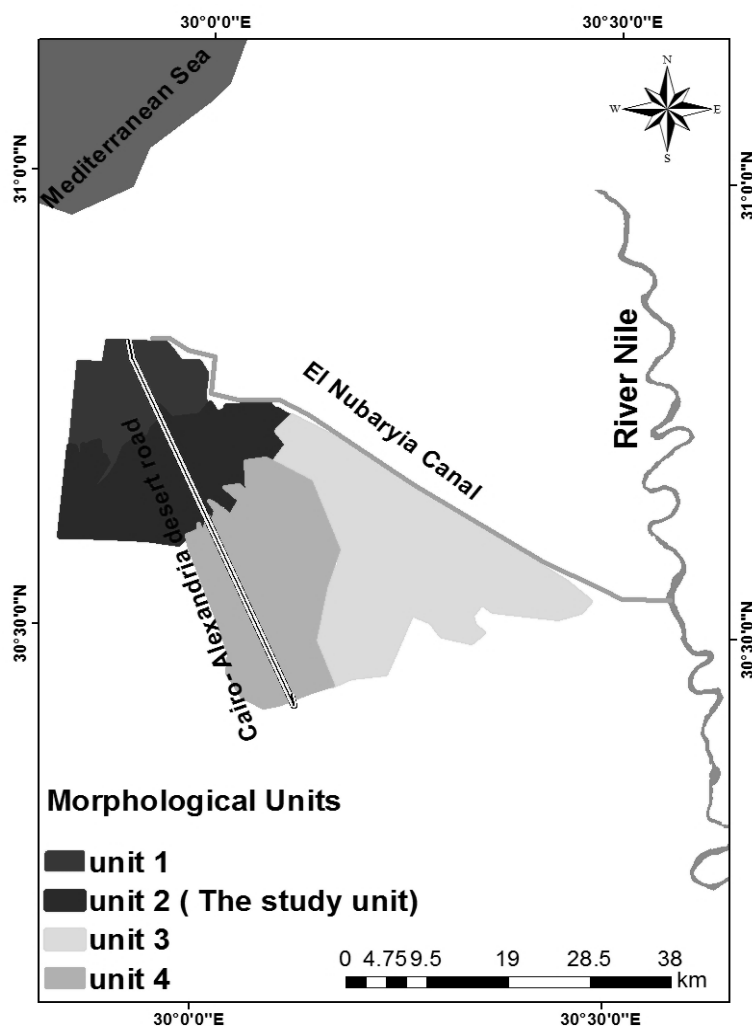 30°0'0"E 30°30'0"E
Mediterranean Sea
N
W E
S
31°0'0"N 31°0'0"N
River Nile
El Nubaryia Canal
Cairo-Alexandria desert road
30°30'0"N 30°30'0"N
Morphological Units
unit 1
unit 2 ( The study unit)
unit 3
unit 4
0 4.75 9.5 19 28.5 38
km
30°0'0"E 30°30'0"E